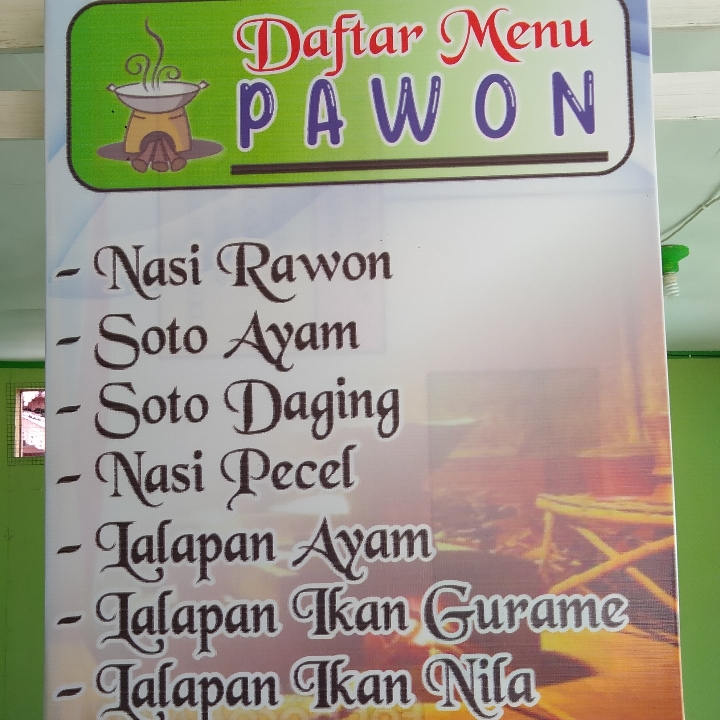 Daftar Menu
PAWON
- Nasi Rawon
- Soto Ayam
- Soto Daging
- Nasi Pecel
- Lalapan Ayam
- Lalapan Ikan Gurame
- Lalapan Ikan Nila